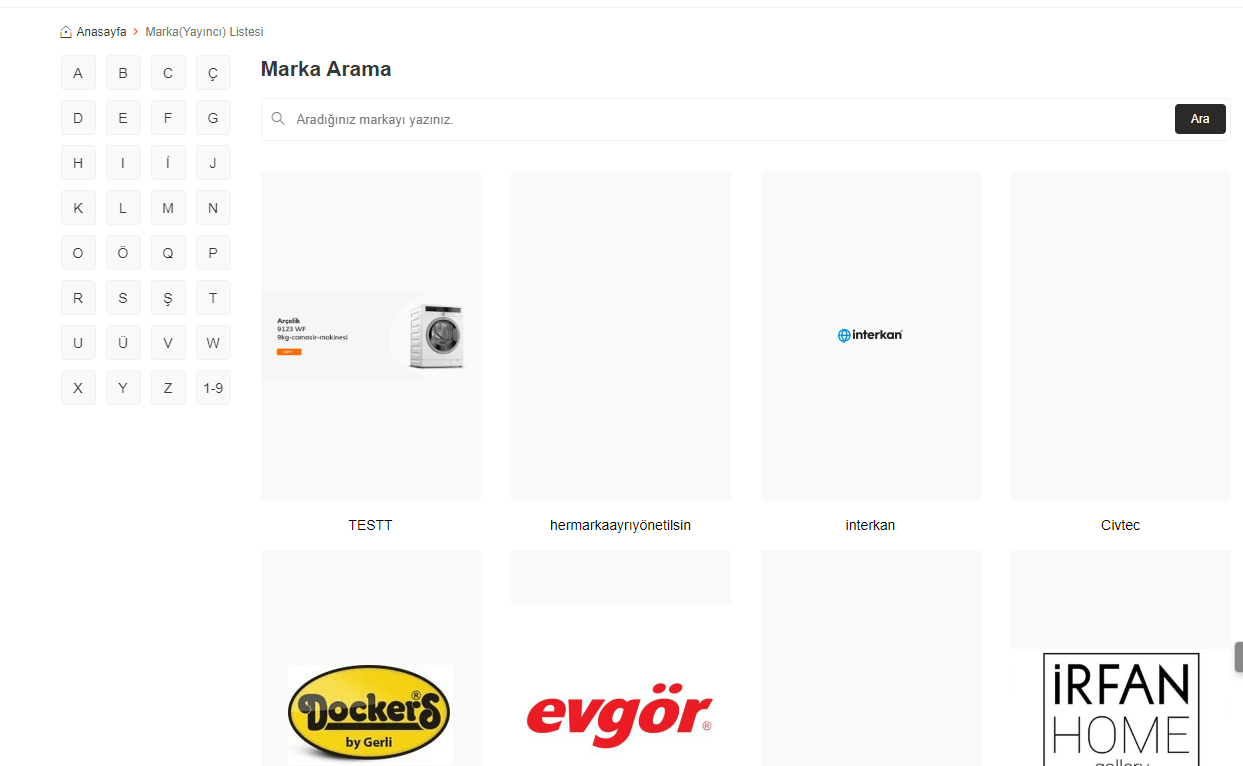 Anasayfa > Marka(Yayıncı) Listesi
A B C Ç
D E F G
H I İ J
K L M N
O Ö Q P
R S Ş T
U Ü V W
X Y Z 1-9
Marka Arama
Aradığınız markayı yazınız.
Ara
Arçelik
9123 WF
9kg-camasir-makinesi
interkan
TESTT
hermarkaayrıyönetilsin
interkan
Civtec
Dockers®
by Gerli
evgör®
iRFAN
HOME
gallery